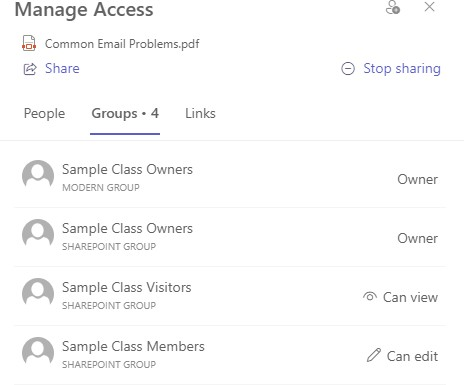 Manage Access
Common Email Problems.pdf
Share
Stop sharing
People
Groups • 4
Links
Sample Class Owners
MODERN GROUP
Owner
Sample Class Owners
SHAREPOINT GROUP
Owner
Sample Class Visitors
SHAREPOINT GROUP
Can view
Sample Class Members
SHAREPOINT GROUP
Can edit